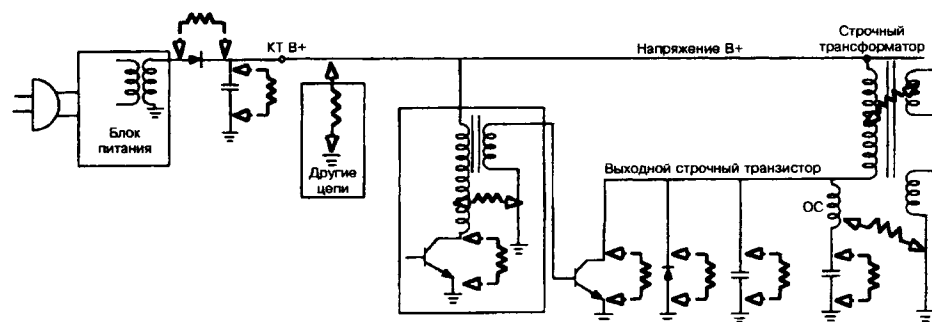 КТ В+
Напряжение В+
Строчный
трансформатор
Блок
питания
Другие
цепи
Выходной строчный транзистор
ОС